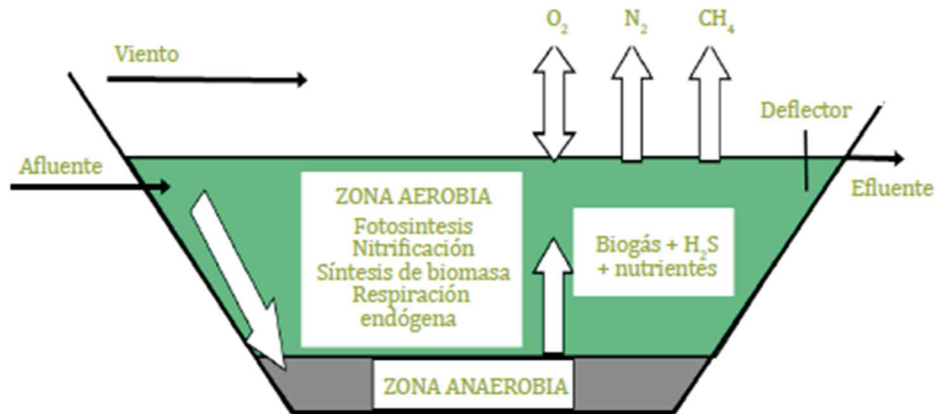 O₂ N₂ CH₄
Viento
Deflector
Afluente
Efluente
ZONA AEROBIA
Fotosintesis
Nitrificación
Síntesis de biomasa
Respiración
endógena
Biogás + H₂S
+ nutrientes
ZONA ANAEROBIA